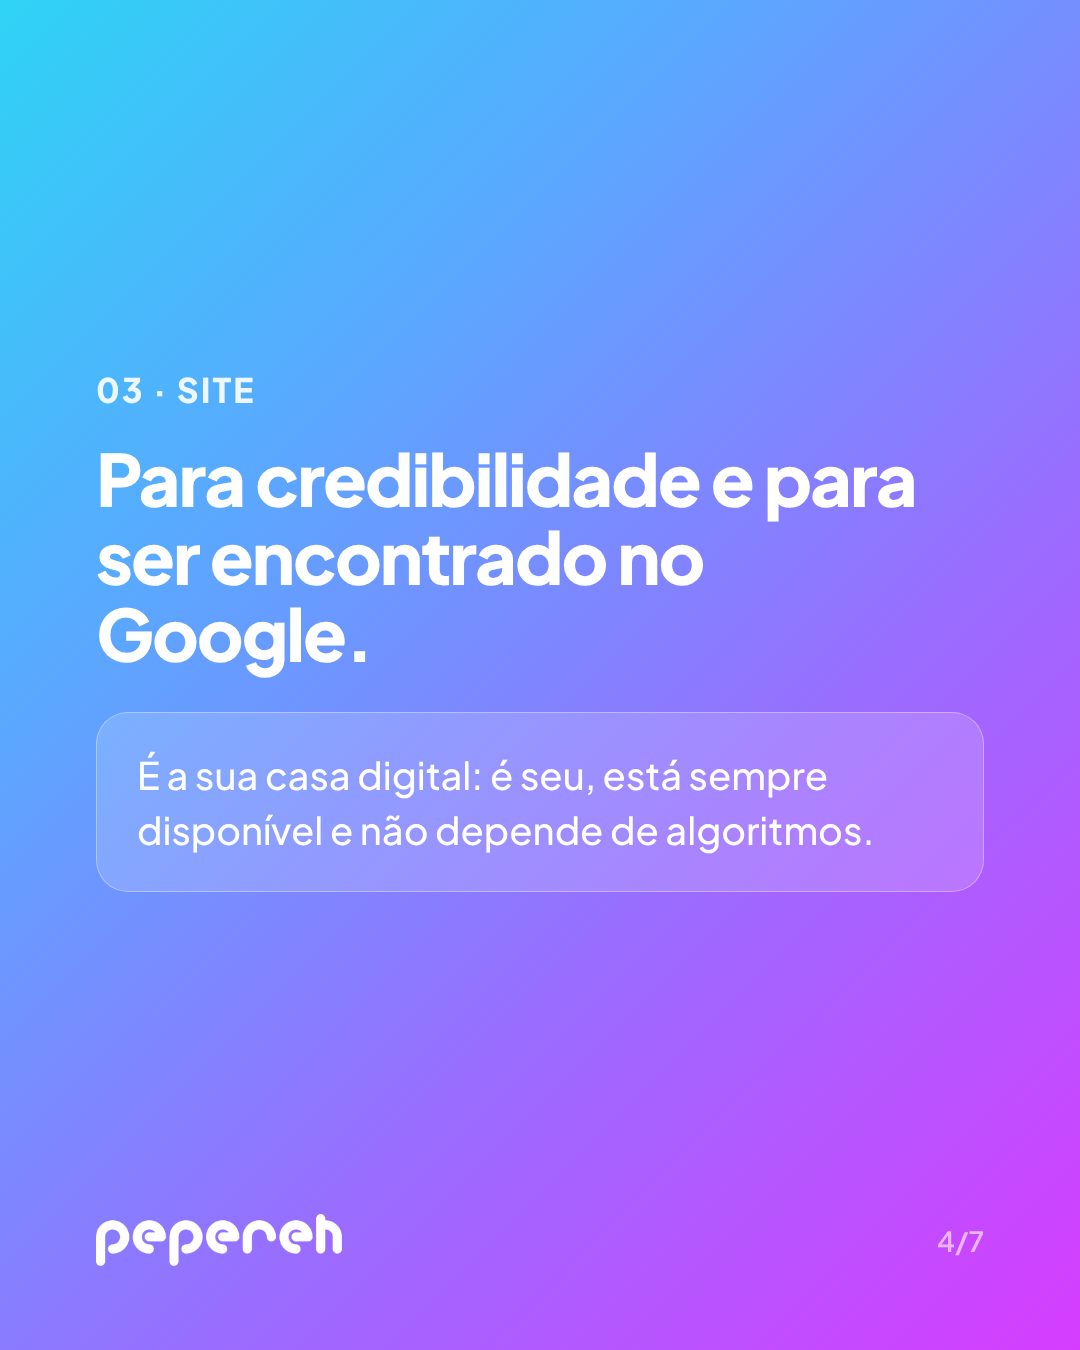 03 · SITE
Para credibilidade e para
ser encontrado no
Google.
É a sua casa digital: é seu, está sempre
disponível e não depende de algoritmos.
pepereh
4/7